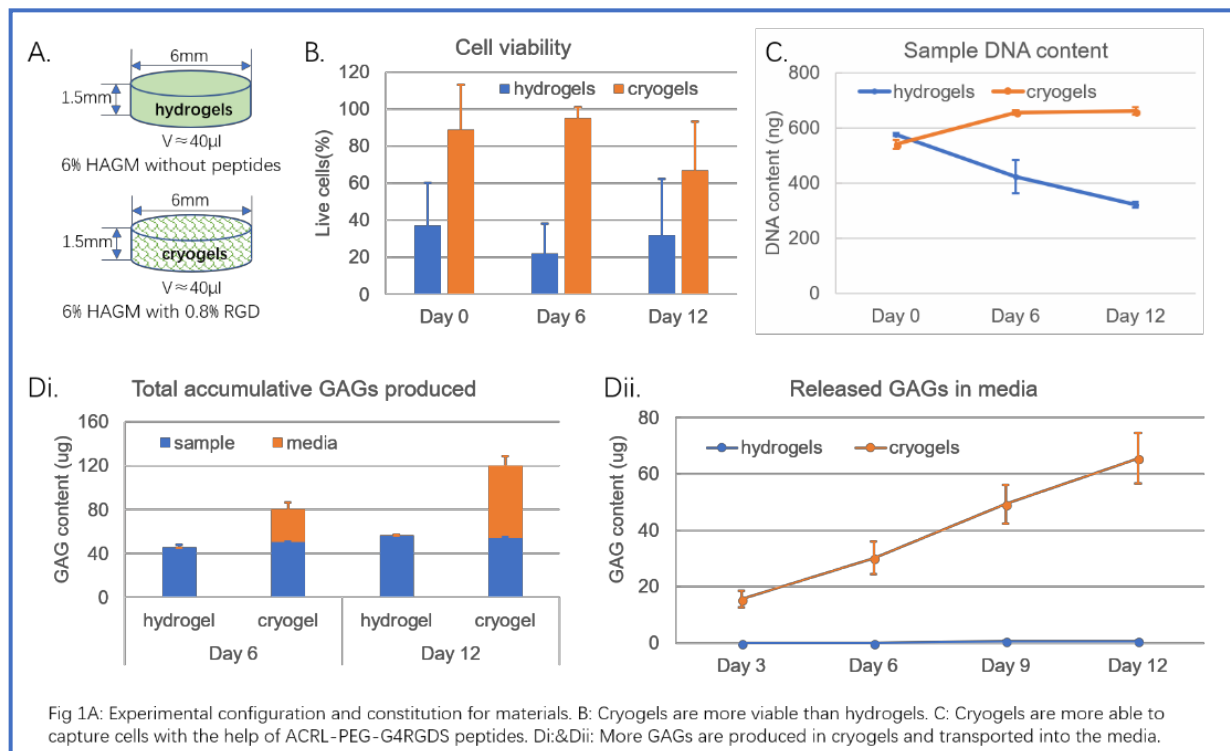 A.
6mm
1.5mm
hydrogels
V≈40μl
6% HAGM without peptides
6mm
1.5mm
cryogels
V≈40μl
6% HAGM with 0.8% RGD
B.
Cell viability
hydrogels cryogels
Live cells(%)
120
100
80
60
40
20
0
Day 0 Day 6 Day 12
C.
Sample DNA content
hydrogels cryogels
DNA content (ng)
800
600
400
200
0
Day 0 Day 6 Day 12
Di.
Total accumulative GAGs produced
sample media
GAG content (ug)
160
120
80
40
0
hydrogel cryogel hydrogel cryogel
Day 6 Day 12
Dii.
Released GAGs in media
hydrogels cryogels
GAG content (ug)
80
60
40
20
0
Day 3 Day 6 Day 9 Day 12
Fig 1A: Experimental configuration and constitution for materials. B: Cryogels are more viable than hydrogels. C: Cryogels are more able to
capture cells with the help of ACRL-PEG-G4RGDS peptides. Di:&Dii: More GAGs are produced in cryogels and transported into the media.